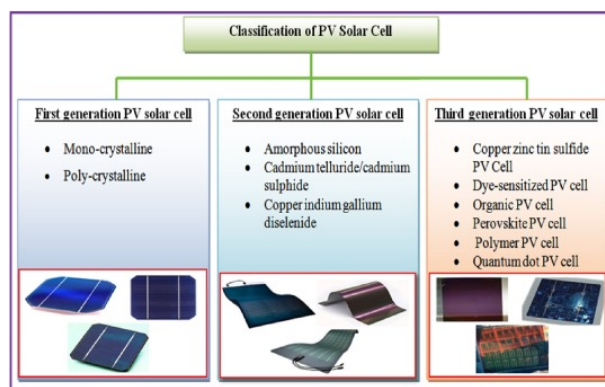 Classification of PV Solar Cell
First generation PV solar cell
Mono-crystalline
Poly-crystalline
Second generation PV solar cell
Amorphous silicon
Cadmium telluride/cadmium
sulphide
Copper indium gallium
diselenide
Third generation PV solar cell
Copper zinc tin sulfide
PV Cell
Dye-sensitized PV cell
Organic PV cell
Perovskite PV cell
Polymer PV cell
Quantum dot PV cell